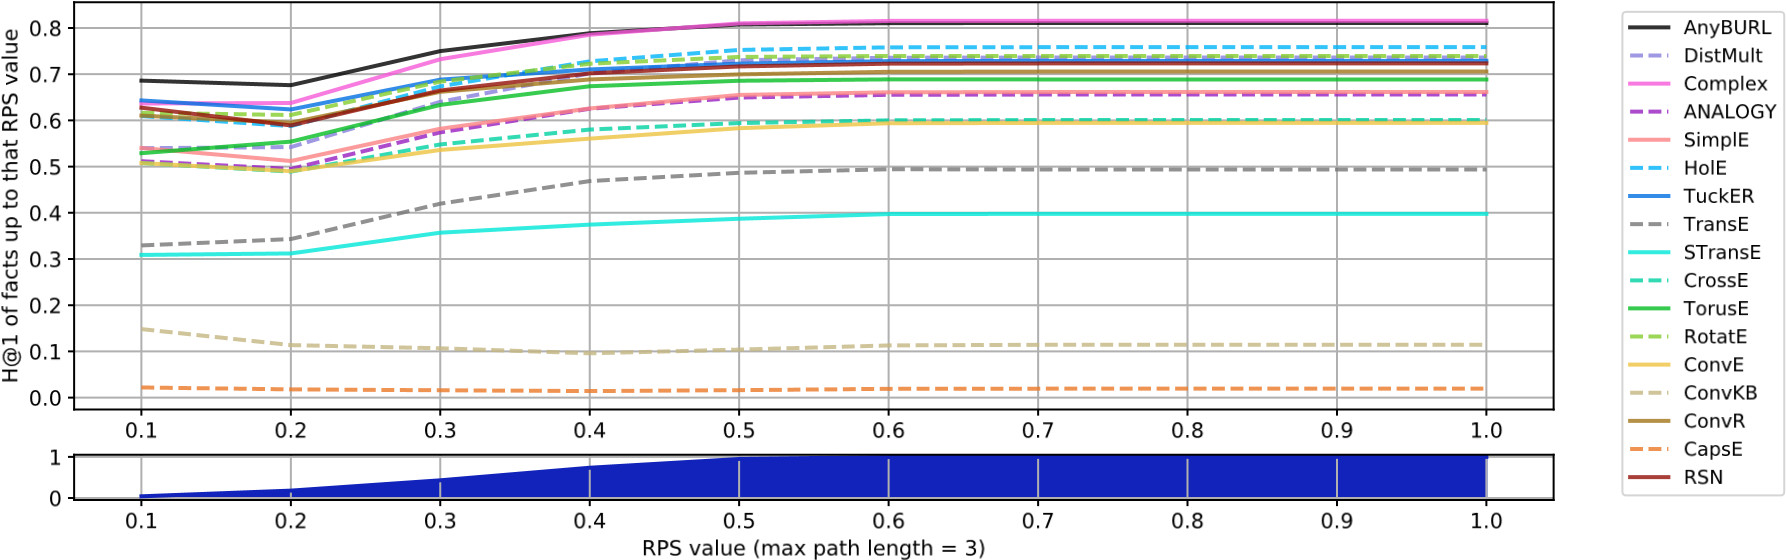 H@1 of facts up to that RPS value
0.8
0.7
0.6
0.5
0.4
0.3
0.2
0.1
0.0
0.1 0.2 0.3 0.4 0.5 0.6 0.7 0.8 0.9 1.0
1
0
0.1 0.2 0.3 0.4 0.5 0.6 0.7 0.8 0.9 1.0
RPS value (max path length = 3)
AnyBURL
DistMult
Complex
ANALOGY
SimplE
HolE
TuckER
TransE
STransE
CrossE
TorusE
RotatE
ConvE
ConvKB
ConvR
CapsE
RSN